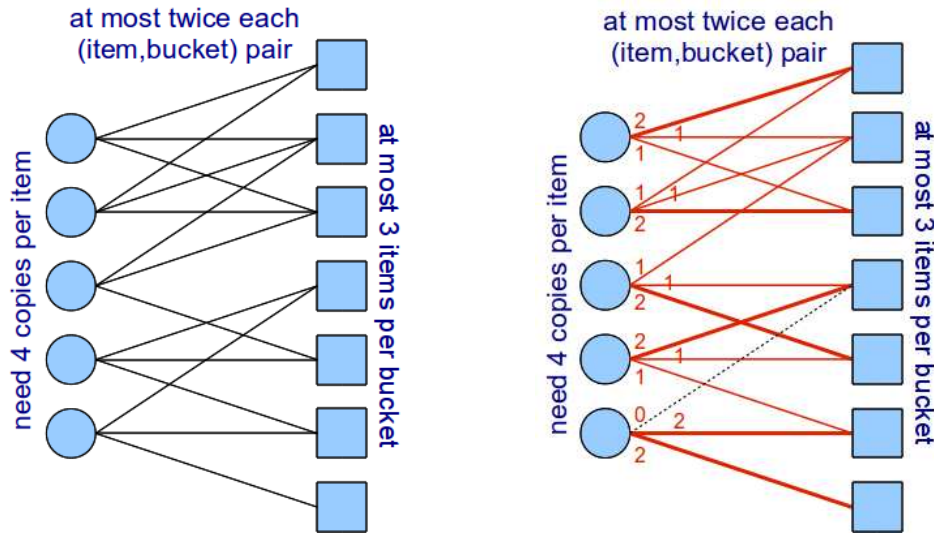 at most twice each
(item,bucket) pair
need 4 copies per item
at most 3 items per bucket
at most twice each
(item,bucket) pair
need 4 copies per item
2
1
1
1
1
2
1
1
2
2
1
1
0
2
2
at most 3 items per bucket